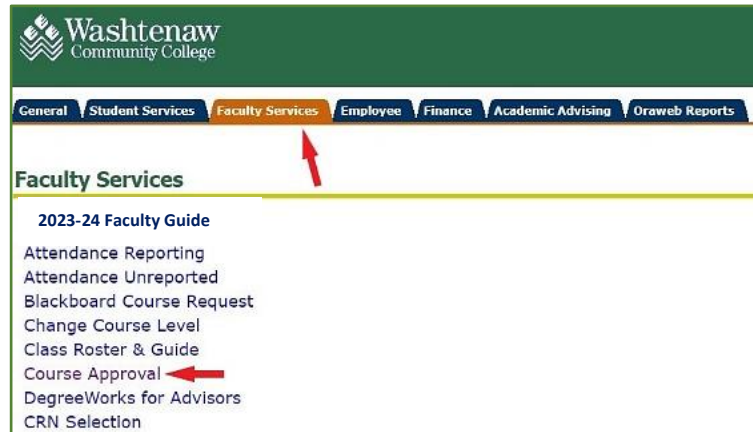 Washtenaw
Community College
General Student Services Faculty Services Employee Finance Academic Advising Oraweb Reports
Faculty Services
2023-24 Faculty Guide
Attendance Reporting
Attendance Unreported
Blackboard Course Request
Change Course Level
Class Roster & Guide
Course Approval
DegreeWorks for Advisors
CRN Selection